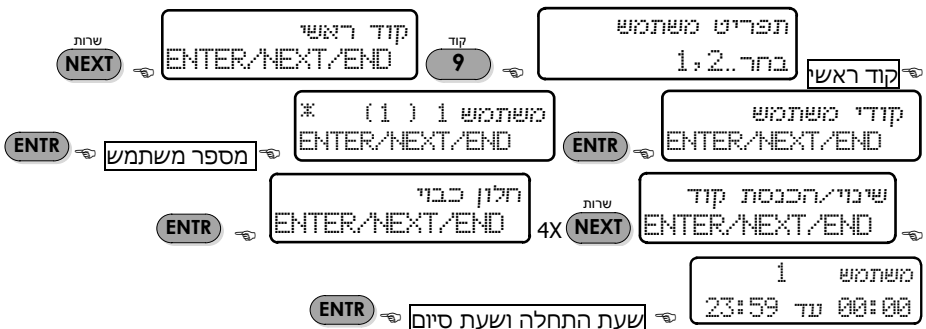 קוד ראשי
תפריט משתמש
בחר..1,2
קוד
9
קוד ראשי
ENTER/NEXT/END
שרות
NEXT
קודי משתמש
ENTER/NEXT/END
ENTR
מספר משתמש
משתמש 1 ( 1 ) *
ENTER/NEXT/END
ENTR
שינוי/הכנסת קוד
ENTER/NEXT/END
שרות
4X NEXT
חלון כבוי
ENTER/NEXT/END
ENTR
משתמש 1
00:00 עד 23:59
שעת התחלה ושעת סיום
ENTR